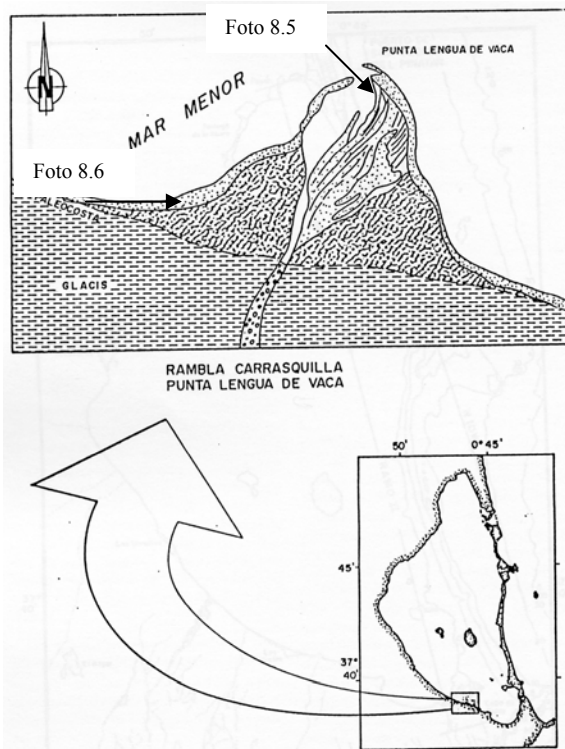 Foto 8.5
PUNTA LENGUA DE VACA
N
MAR MENOR
Foto 8.6
LEOCOSTA
GLACIS
RAMBLA CARRASQUILLA
PUNTA LENGUA DE VACA
50' 0° 45'
45'
37°
40'